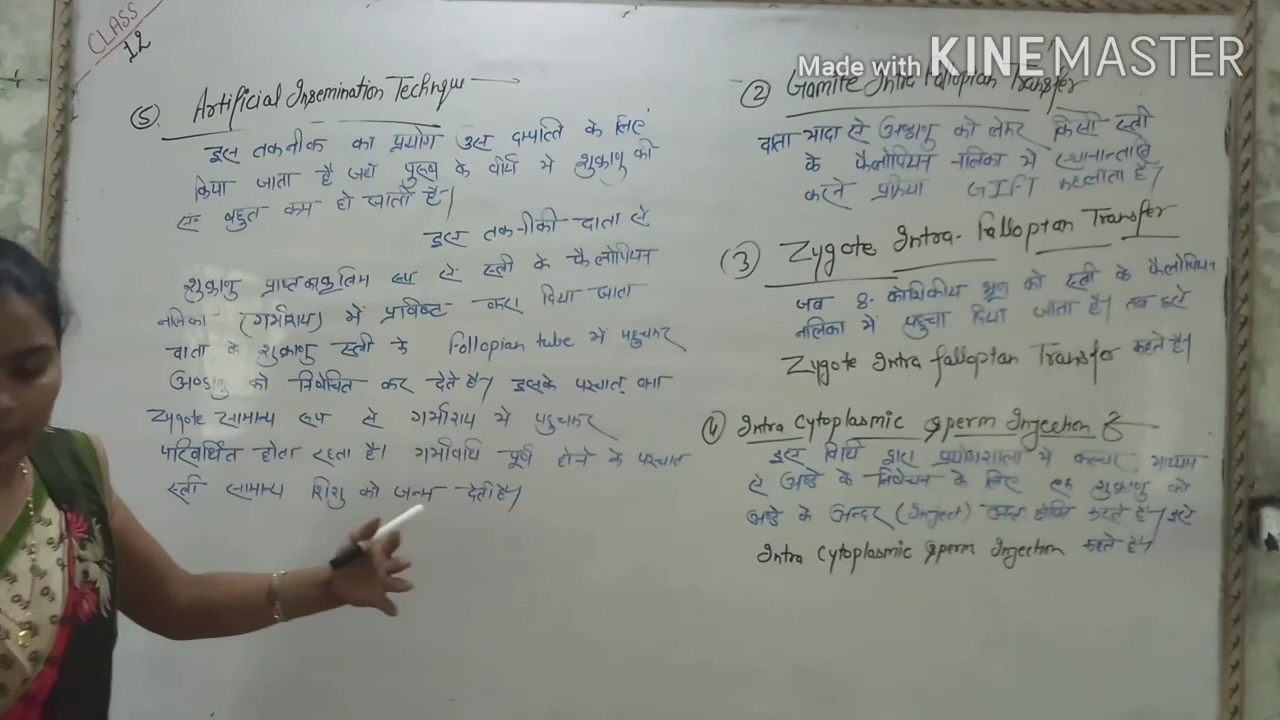 CLASS
12
Made with KINEMASTER
⑤. Artificial Insemination Technique →
इस तकनीक का प्रयोग उस दम्पत्ति के लिए
किया जाता है जहाँ पुरुष के वीर्य मे शुक्राणु की
सं० बहुत कम हो जाती है।
इस तकनीकी दाता से
शुक्राणु प्राप्त कृतिम रूप से स्त्री के फैलोपियन
नलिका (गर्भाशय) में प्रविष्ट करा दिया जाता
दाता के शुक्राणु स्त्री के Fallopian tube में पहुचकर
अण्डाणु को निषेचित कर देते है। इसके पश्चात् बना
Zygote सामान्य रूप से गर्भाशय मे पहुचकर
परिवर्धित होता रहता है। गर्भावधि पूर्ण होने के पश्चात
स्त्री सामान्य शिशु को जन्म देती है।
② Gamite Intra Fallopian Transfer
दाता मादा से अण्डाणु को लेकर किसी स्त्री
के फैलोपियन नलिका मे स्थानान्तरित
करने प्रक्रिया GIFT कहलाता है।
③ Zygote Intra-Fallopian Transfer
जब 8-कोशिकीय भ्रूण को स्त्री के फैलोपियन
नलिका में पहुचा दिया जाता है। तब इसे
Zygote Intra fallopian Transfer कहते है।
④ Intra Cytoplasmic Sperm Injection
इस विधि द्वारा प्रयोगशाला मे कल्चर माध्यम
से अण्डे के निषेचन के लिए एक शुक्राणु को
अण्डे के अन्दर (Inject) करते है। इसे
Intra Cytoplasmic Sperm Injection कहते है।